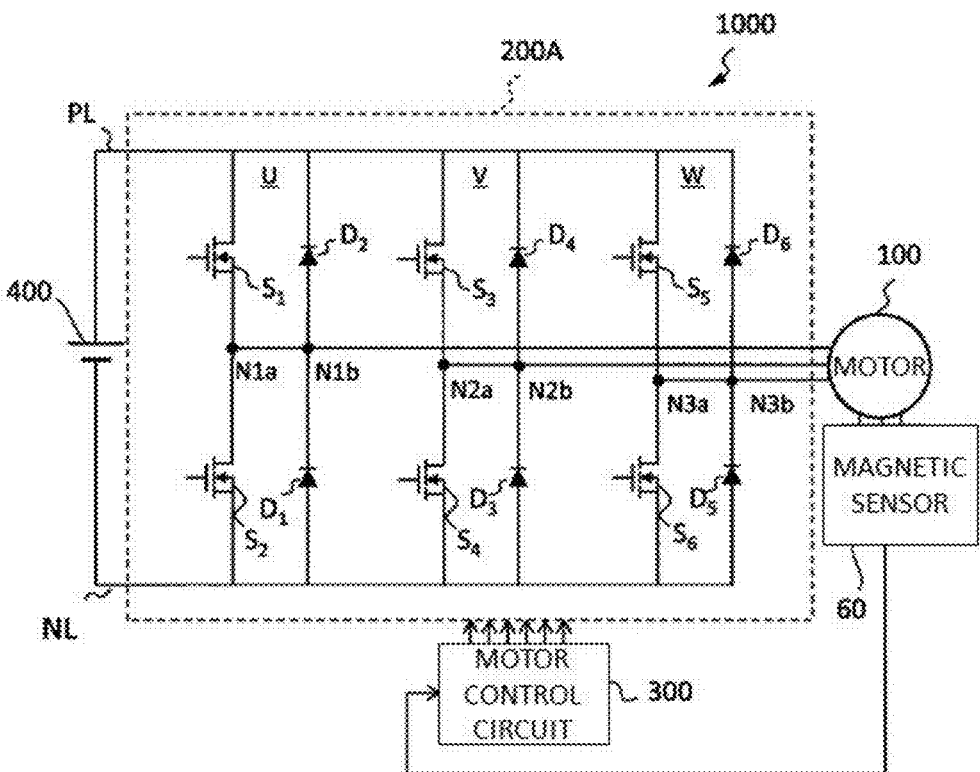 1000
200A
PL
U
V
W
D2
D4
D6
S1
S3
S5
100
400
N1a
N1b
N2a
N2b
N3a
N3b
MOTOR
MAGNETIC
SENSOR
D1
D3
D5
S2
S4
S6
60
NL
MOTOR
CONTROL
CIRCUIT
300